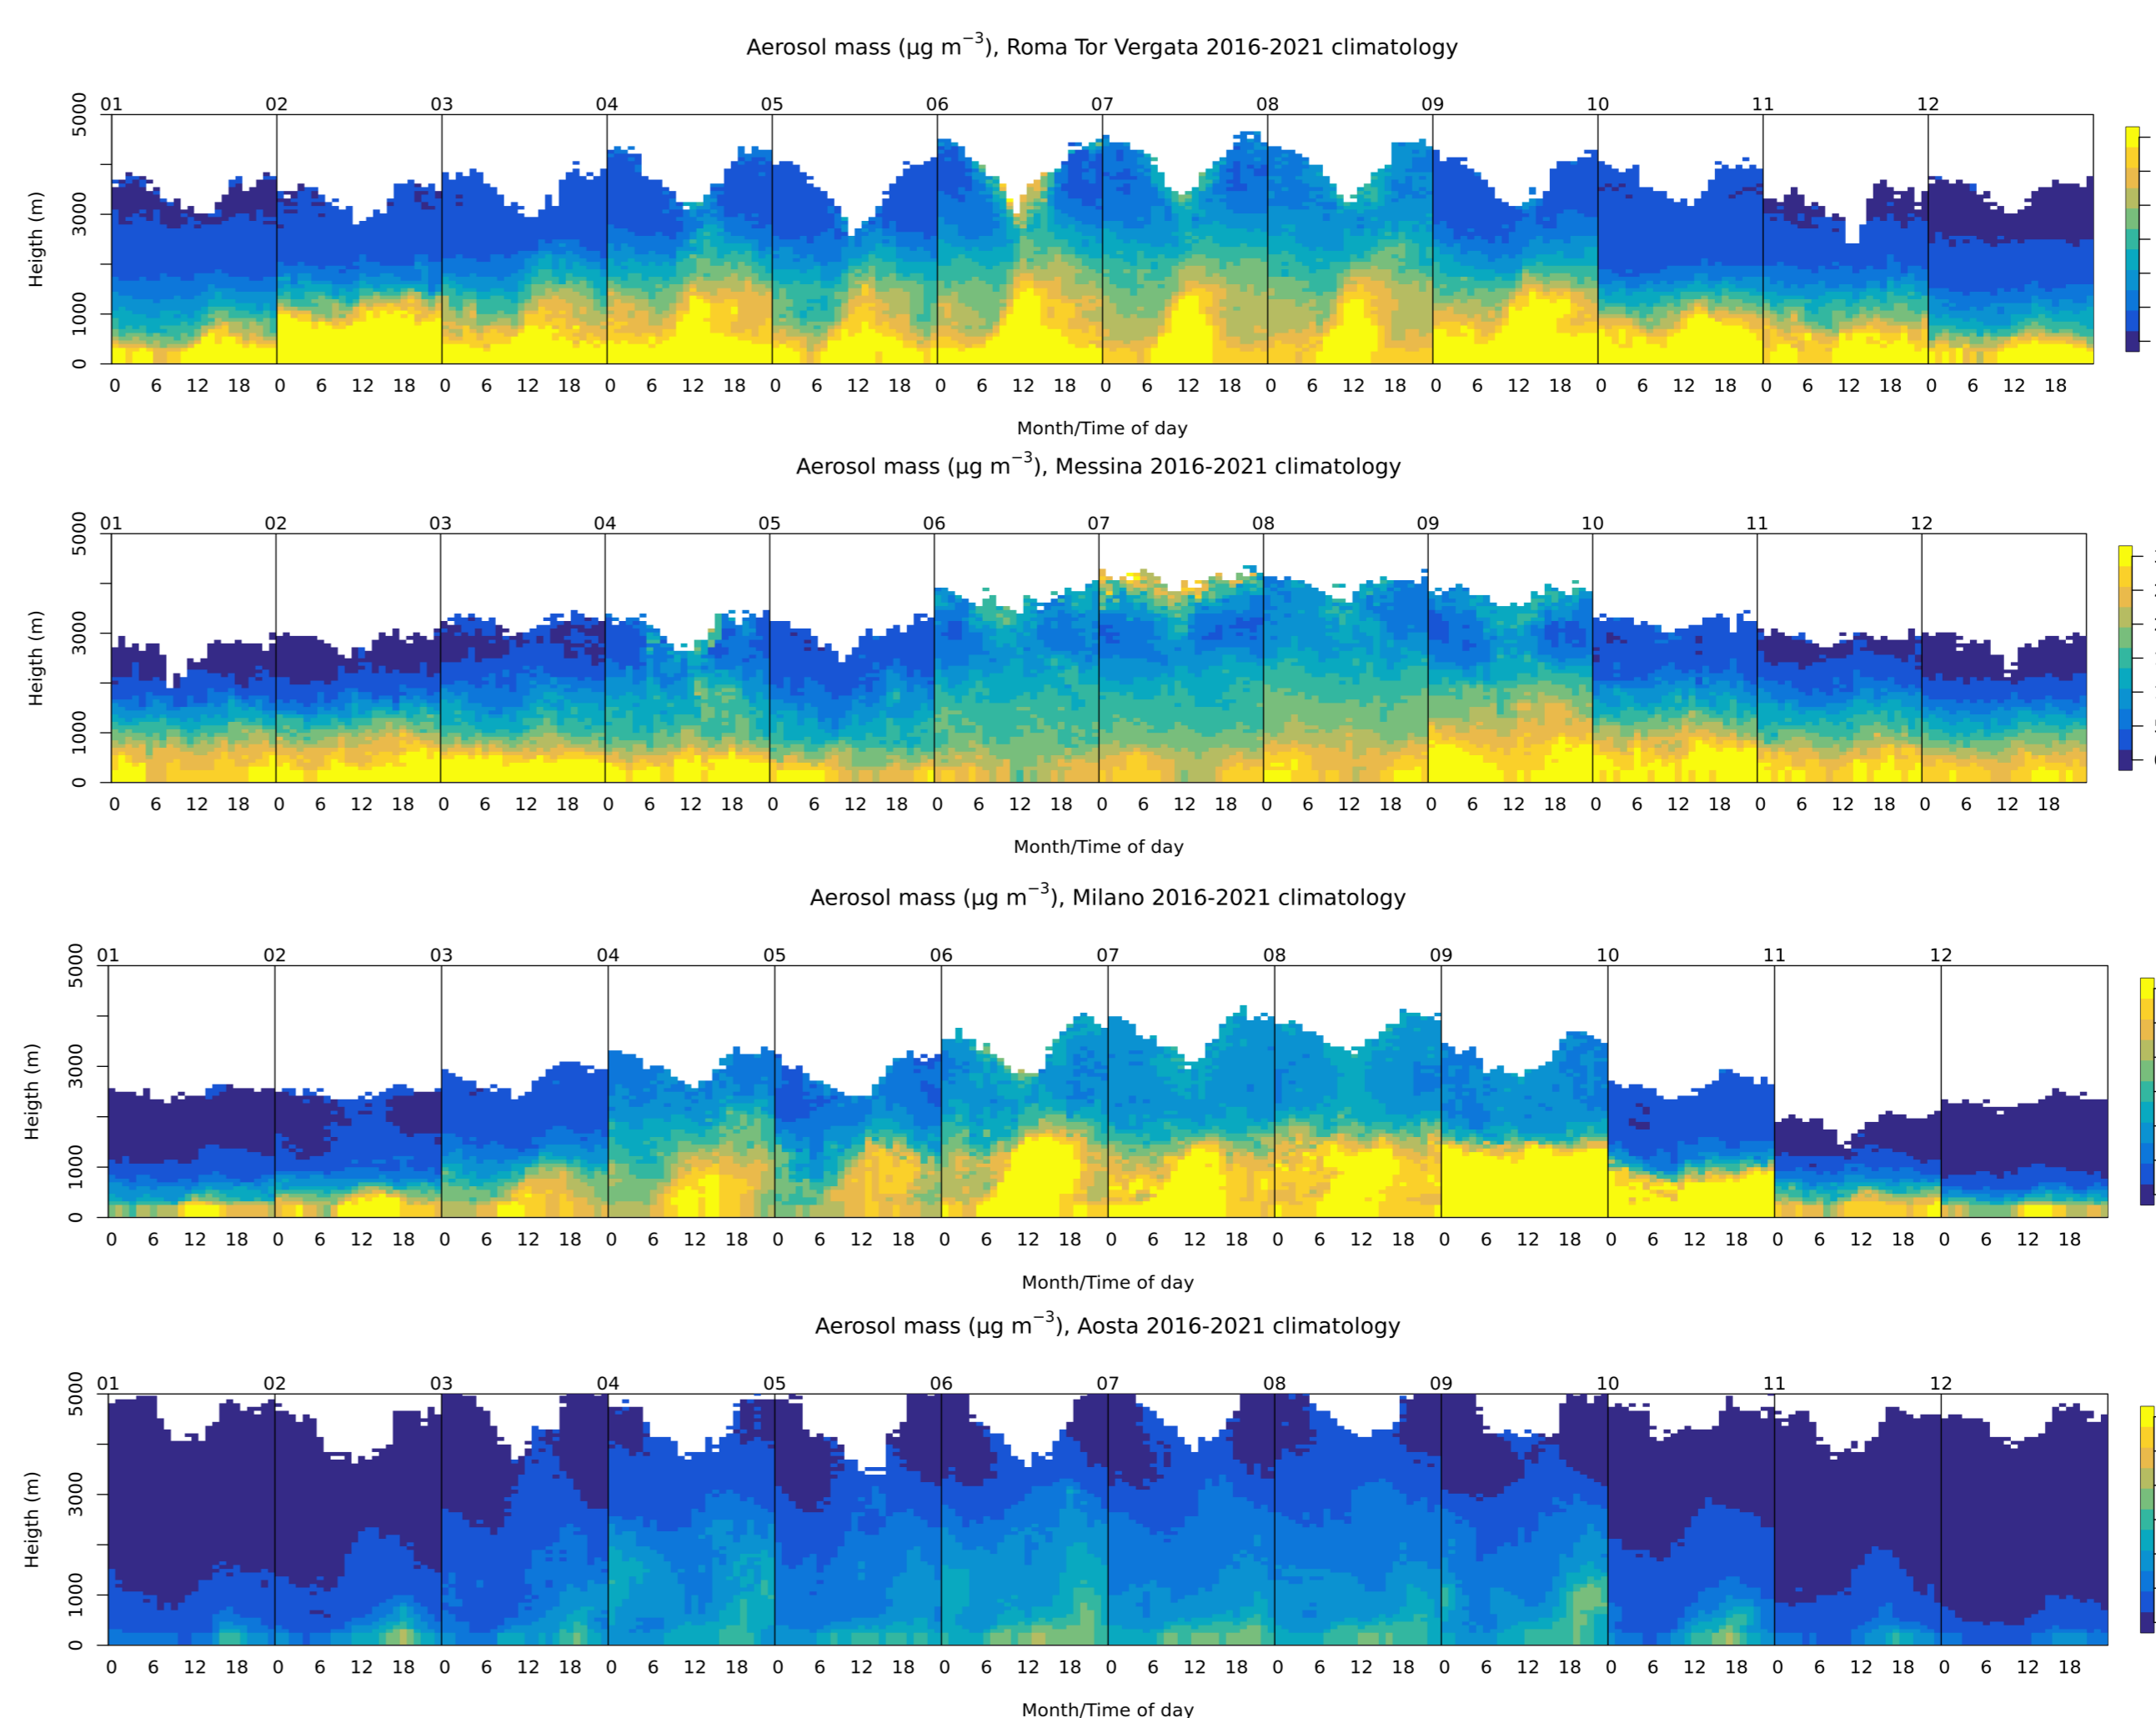 Aerosol mass (µg m−3), Roma Tor Vergata 2016-2021 climatology
01 02 03 04 05 06 07 08 09 10 11 12
5000
3000
1000
0
Heigth (m)
0 6 12 18 0 6 12 18 0 6 12 18 0 6 12 18 0 6 12 18 0 6 12 18 0 6 12 18 0 6 12 18 0 6 12 18 0 6 12 18 0 6 12 18 0 6 12 18
Month/Time of day
Aerosol mass (µg m−3), Messina 2016-2021 climatology
01 02 03 04 05 06 07 08 09 10 11 12
5000
3000
1000
0
Heigth (m)
0 6 12 18 0 6 12 18 0 6 12 18 0 6 12 18 0 6 12 18 0 6 12 18 0 6 12 18 0 6 12 18 0 6 12 18 0 6 12 18 0 6 12 18 0 6 12 18
Month/Time of day
Aerosol mass (µg m−3), Milano 2016-2021 climatology
01 02 03 04 05 06 07 08 09 10 11 12
5000
3000
1000
0
Heigth (m)
0 6 12 18 0 6 12 18 0 6 12 18 0 6 12 18 0 6 12 18 0 6 12 18 0 6 12 18 0 6 12 18 0 6 12 18 0 6 12 18 0 6 12 18 0 6 12 18
Month/Time of day
Aerosol mass (µg m−3), Aosta 2016-2021 climatology
01 02 03 04 05 06 07 08 09 10 11 12
5000
3000
1000
0
Heigth (m)
0 6 12 18 0 6 12 18 0 6 12 18 0 6 12 18 0 6 12 18 0 6 12 18 0 6 12 18 0 6 12 18 0 6 12 18 0 6 12 18 0 6 12 18 0 6 12 18
Month/Time of day